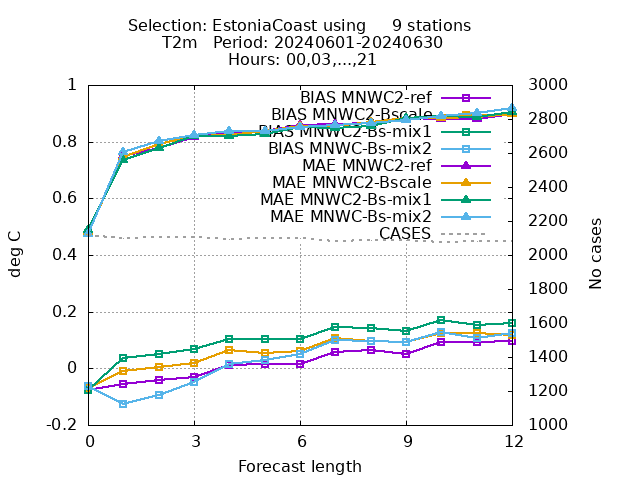 Selection: EstoniaCoast using     9 stations
T2m   Period: 20240601-20240630
Hours: 00,03,...,21
1
0.8
0.6
0.4
0.2
0
-0.2
deg C
BIAS MNWC2-ref
BIAS MNWC2-Bscale
BIAS MNWC2-Bs-mix1
BIAS MNWC-Bs-mix2
MAE MNWC2-ref
MAE MNWC2-Bscale
MAE MNWC2-Bs-mix1
MAE MNWC-Bs-mix2
CASES
3000
2800
2600
2400
2200
2000
1800
1600
1400
1200
1000
No cases
0 3 6 9 12
Forecast length